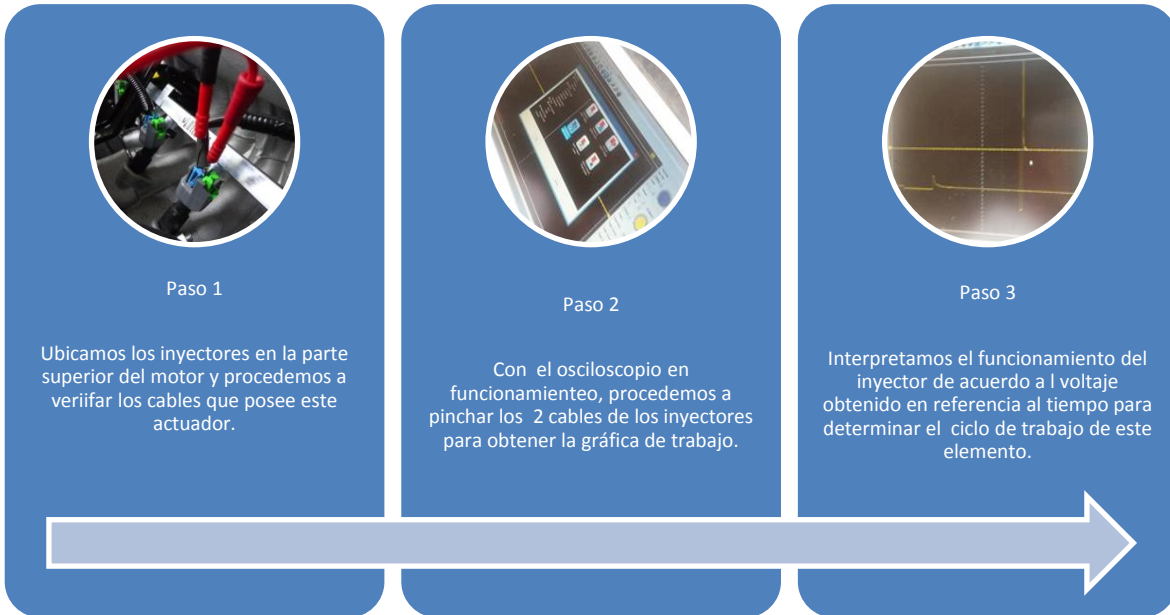 Paso 1
Ubicamos los inyectores en la parte
superior del motor y procedemos a
veriifar los cables que posee este
actuador.
Paso 2
Con el osciloscopio en
funcionamienteo, procedemos a
pinchar los 2 cables de los inyectores
para obtener la gráfica de trabajo.
Paso 3
Interpretamos el funcionamiento del
inyector de acuerdo a l voltaje
obtenido en referencia al tiempo para
determinar el ciclo de trabajo de este
elemento.